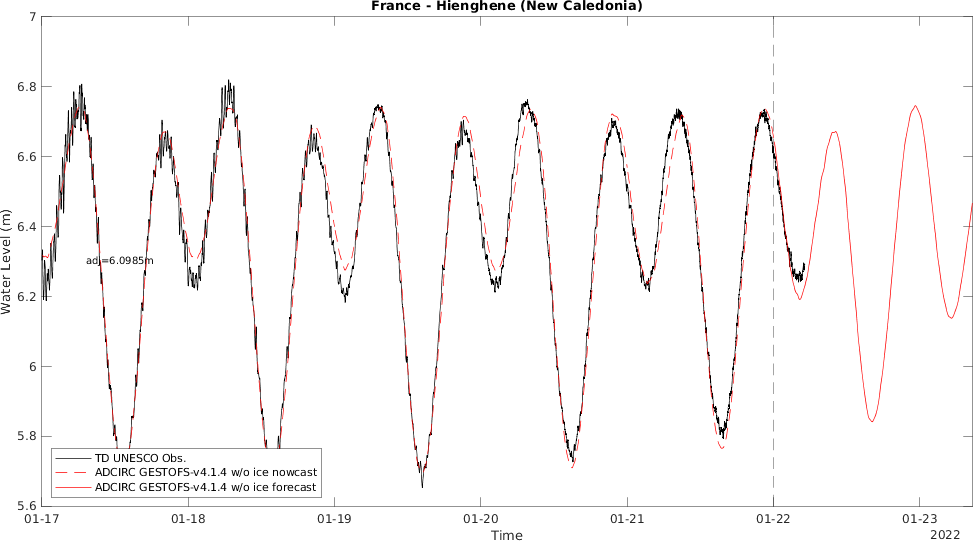 France - Hienghene (New Caledonia)
7
6.8
6.6
6.4
6.2
6
5.8
5.6
Water Level (m)
adj=6.0985m
TD UNESCO Obs.
ADCIRC GESTOFS-v4.1.4 w/o ice nowcast
ADCIRC GESTOFS-v4.1.4 w/o ice forecast
01-17 01-18 01-19 01-20 01-21 01-22 01-23
Time
2022